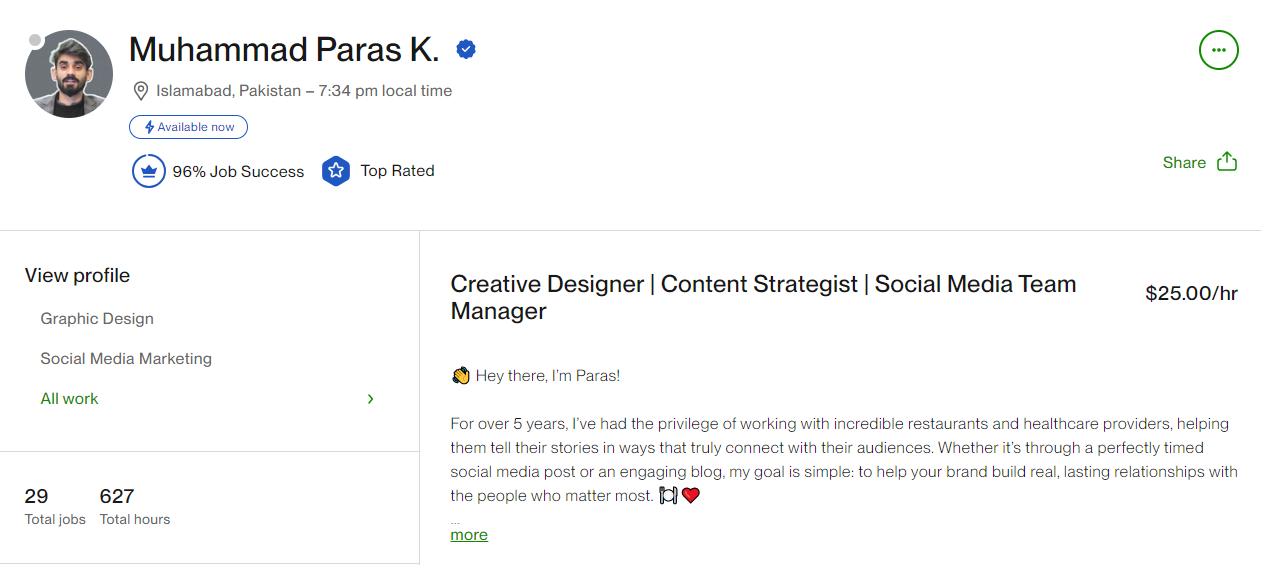 Muhammad Paras K.
Islamabad, Pakistan – 7:34 pm local time
Available now
96% Job Success
Top Rated
Share
View profile
Graphic Design
Social Media Marketing
All work
29
Total jobs
627
Total hours
Creative Designer | Content Strategist | Social Media Team
Manager
$25.00/hr
👋 Hey there, I’m Paras!
For over 5 years, I’ve had the privilege of working with incredible restaurants and healthcare providers, helping
them tell their stories in ways that truly connect with their audiences. Whether it’s through a perfectly timed
social media post or an engaging blog, my goal is simple: to help your brand build real, lasting relationships with
the people who matter most. 🍽️❤️
...
more